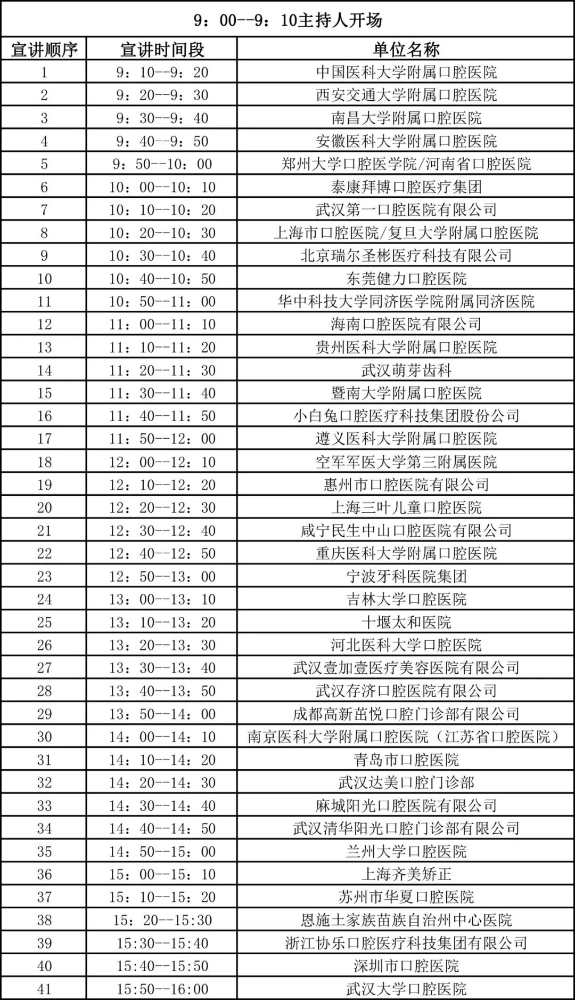 9：00--9：10主持人开场
宣讲顺序 宣讲时间段 单位名称
1 9：10--9：20 中国医科大学附属口腔医院
2 9：20--9：30 西安交通大学附属口腔医院
3 9：30--9：40 南昌大学附属口腔医院
4 9：40--9：50 安徽医科大学附属口腔医院
5 9：50--10：00 郑州大学口腔医学院/河南省口腔医院
6 10：00--10：10 泰康拜博口腔医疗集团
7 10：10--10：20 武汉第一口腔医院有限公司
8 10：20--10：30 上海市口腔医院/复旦大学附属口腔医院
9 10：30--10：40 北京瑞尔圣彬医疗科技有限公司
10 10：40--10：50 东莞健力口腔医院
11 10：50--11：00 华中科技大学同济医学院附属同济医院
12 11：00--11：10 海南口腔医院有限公司
13 11：10--11：20 贵州医科大学附属口腔医院
14 11：20--11：30 武汉萌芽齿科
15 11：30--11：40 暨南大学附属口腔医院
16 11：40--11：50 小白兔口腔医疗科技集团股份公司
17 11：50--12：00 遵义医科大学附属口腔医院
18 12：00--12：10 空军军医大学第三附属医院
19 12：10--12：20 惠州市口腔医院有限公司
20 12：20--12：30 上海三叶儿童口腔医院
21 12：30--12：40 咸宁民生中山口腔医院有限公司
22 12：40--12：50 重庆医科大学附属口腔医院
23 12：50--13：00 宁波牙科医院集团
24 13：00--13：10 吉林大学口腔医院
25 13：10--13：20 十堰太和医院
26 13：20--13：30 河北医科大学口腔医院
27 13：30--13：40 武汉壹加壹医疗美容医院有限公司
28 13：40--13：50 武汉存济口腔医院有限公司
29 13：50--14：00 成都高新茁悦口腔门诊部有限公司
30 14：00--14：10 南京医科大学附属口腔医院（江苏省口腔医院）
31 14：10--14：20 青岛市口腔医院
32 14：20--14：30 武汉达美口腔门诊部
33 14：30--14：40 麻城阳光口腔医院有限公司
34 14：40--14：50 武汉清华阳光口腔门诊部有限公司
35 14：50--15：00 兰州大学口腔医院
36 15：00--15：10 上海齐美矫正
37 15：10--15：20 苏州市华夏口腔医院
38 15：20--15:30 恩施土家族苗族自治州中心医院
39 15:30--15:40 浙江协乐口腔医疗科技集团有限公司
40 15:40--15:50 深圳市口腔医院
41 15:50--16:00 武汉大学口腔医院